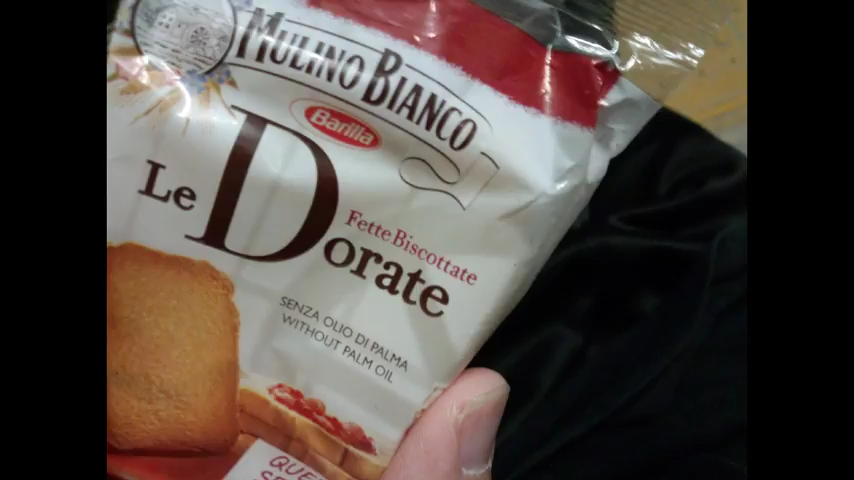 MULINO BIANCO
Barilla
Le Dorate
Fette Biscottate
SENZA OLIO DI PALMA
WITHOUT PALM OIL